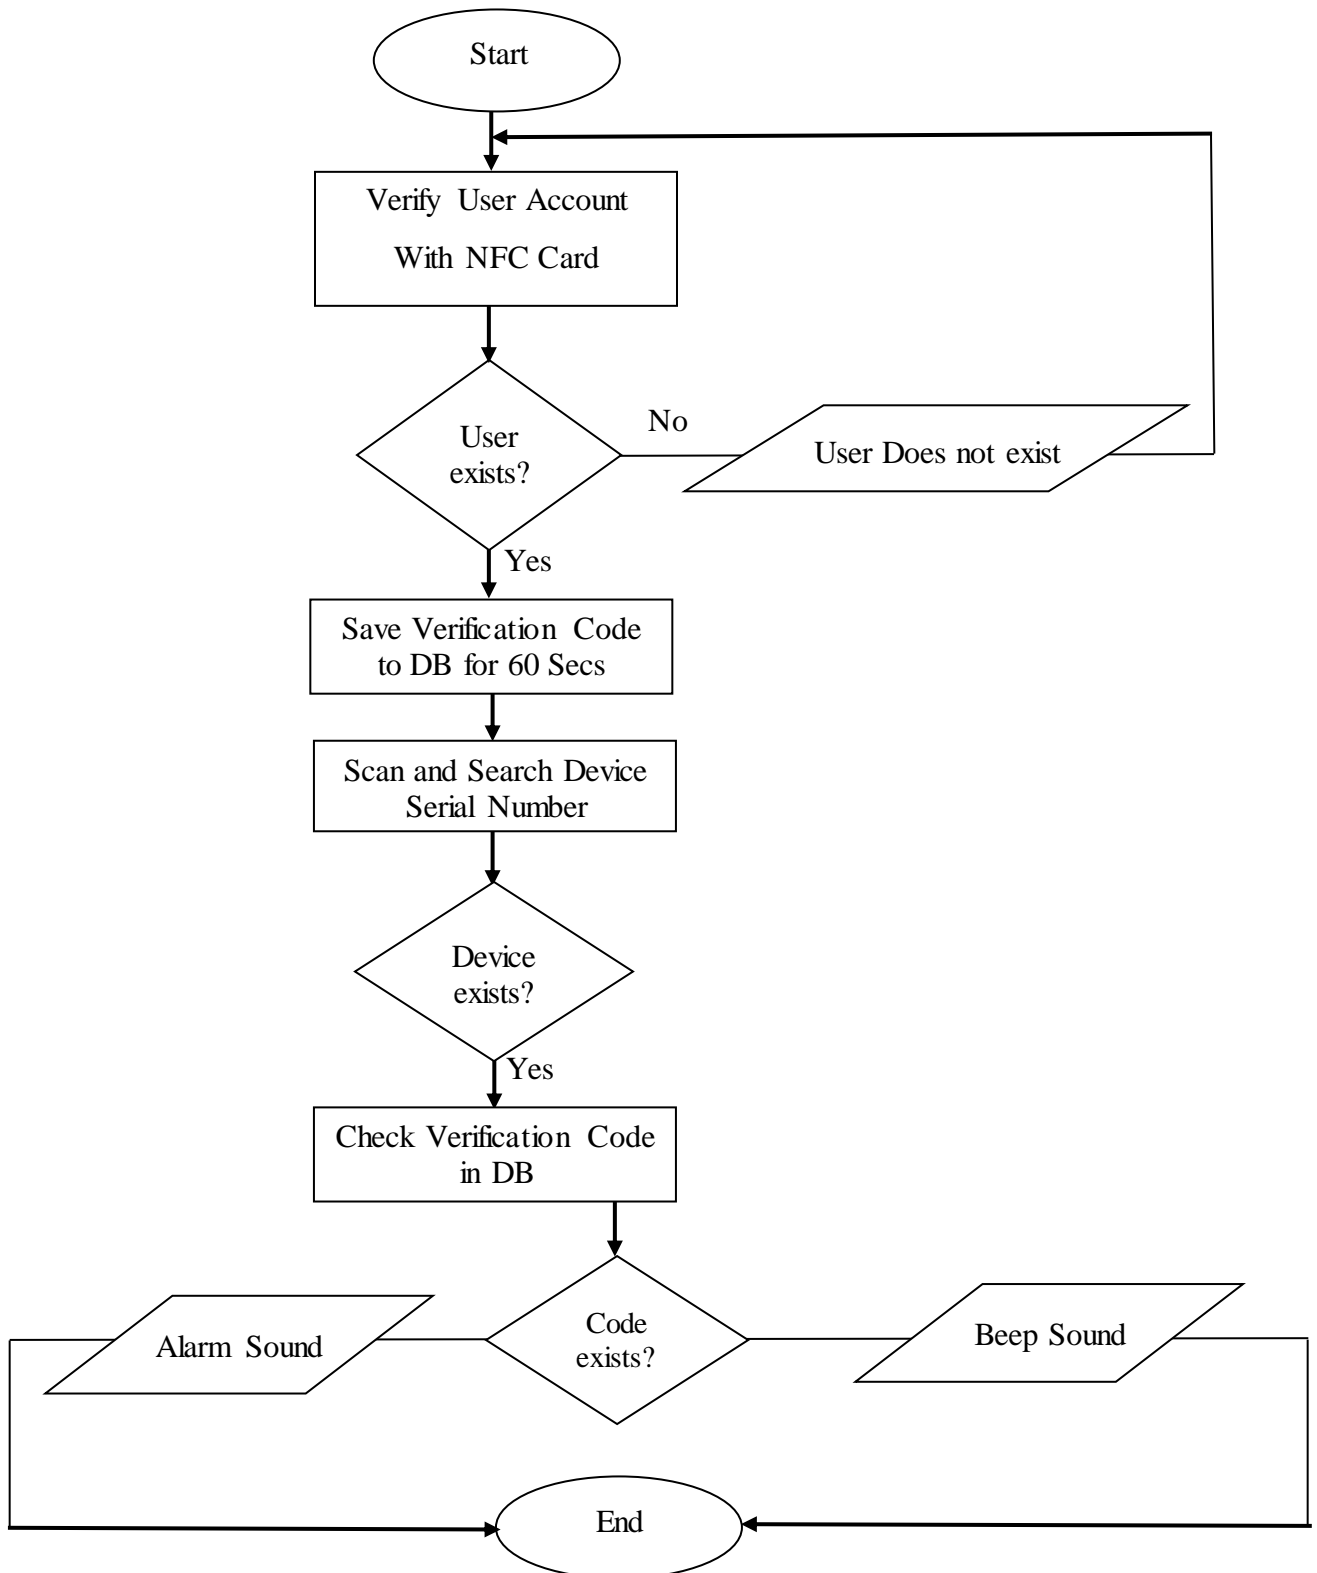 Start
Verify User Account
With NFC Card
User
exists?
No
User Does not exist
Yes
Save Verification Code
to DB for 60 Secs
Scan and Search Device
Serial Number
Device
exists?
Yes
Check Verification Code
in DB
Alarm Sound
Code
exists?
Beep Sound
End